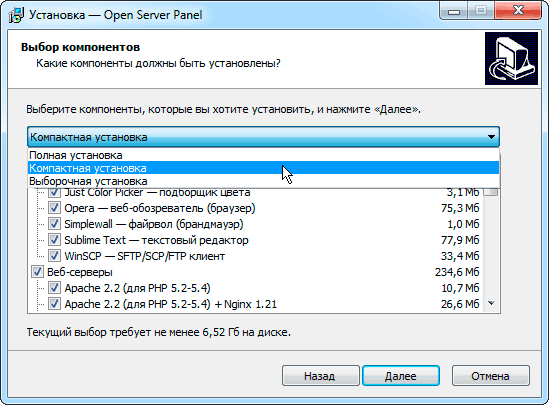 Установка — Open Server Panel
Выбор компонентов
Какие компоненты должны быть установлены?
Выберите компоненты, которые вы хотите установить, и нажмите «Далее».
Компактная установка
Полная установка
Компактная установка
Выборочная установка
Just Color Picker — подборщик цвета 3,1 Мб
Opera — веб-обозреватель (браузер) 75,3 Мб
Simplewall — файрвол (брандмауэр) 1,0 Мб
Sublime Text — текстовый редактор 77,9 Мб
WinSCP — SFTP/SCP/FTP клиент 33,4 Мб
Веб-серверы 234,6 Мб
Apache 2.2 (для PHP 5.2-5.4) 10,7 Мб
Apache 2.2 (для PHP 5.2-5.4) + Nginx 1.21 26,6 Мб
Текущий выбор требует не менее 6,52 Гб на диске.
Назад Далее Отмена